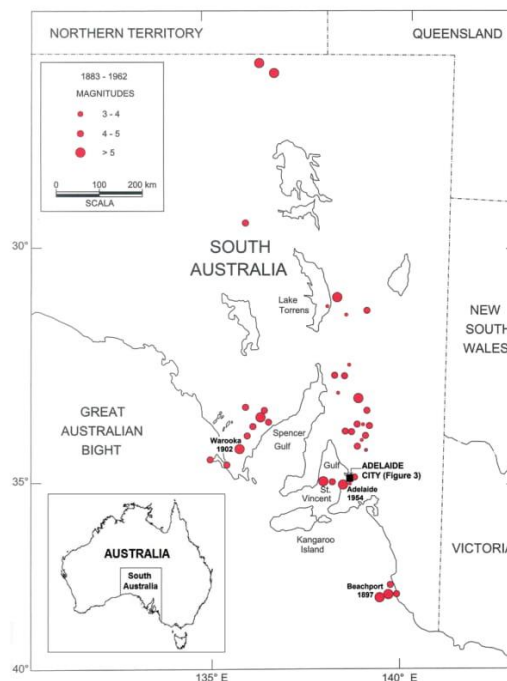 NORTHERN TERRITORY
QUEENSLAND
1883 - 1962
MAGNITUDES
3 - 4
4 - 5
> 5
0 100 200 km
SCALA
30°
SOUTH
AUSTRALIA
Lake
Torrens
NEW
SOUTH
WALES
GREAT
AUSTRALIAN
BIGHT
Warooka
1902
Spencer
Gulf
35°
Gulf
St.
Vincent
ADELAIDE
CITY (Figure 3)
Adelaide
1954
Kangaroo
Island
VICTORIA
AUSTRALIA
South
Australia
Beachport
1897
40°
135° E
140° E